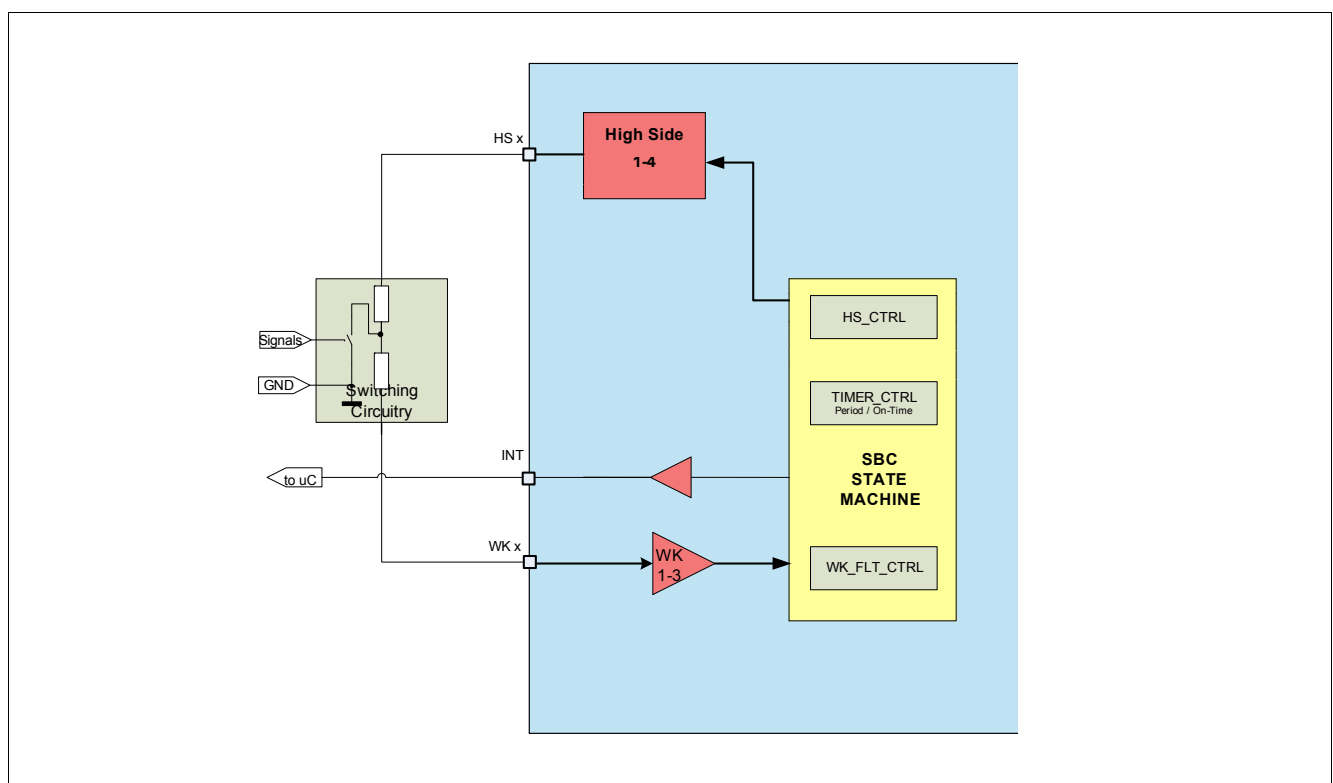 HS x
High Side
1-4
HS_CTRL
Signals
GND
Switching
Circuitry
TIMER_CTRL
Period / On-Time
SBC
STATE
MACHINE
INT
to uC
WK x
WK
1-3
WK_FLT_CTRL